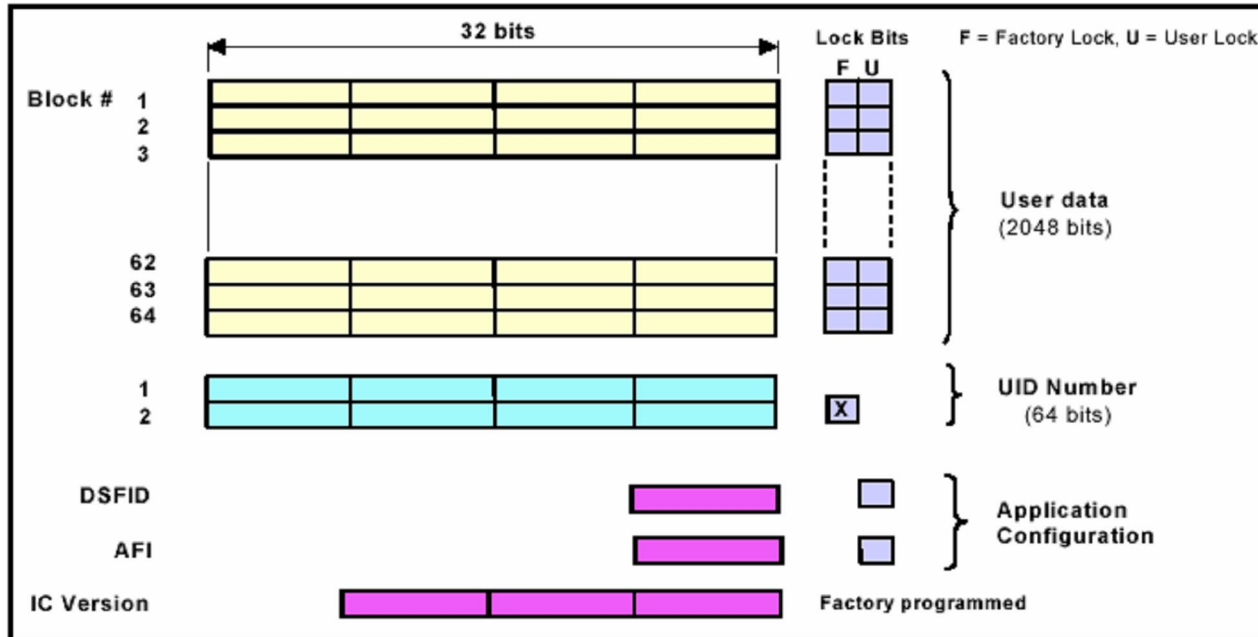 32 bits
Lock Bits
F = Factory Lock, U = User Lock
F U
Block # 1
2
3
User data
(2048 bits)
62
63
64
1
2
X
UID Number
(64 bits)
DSFID
AFI
Application
Configuration
IC Version
Factory programmed